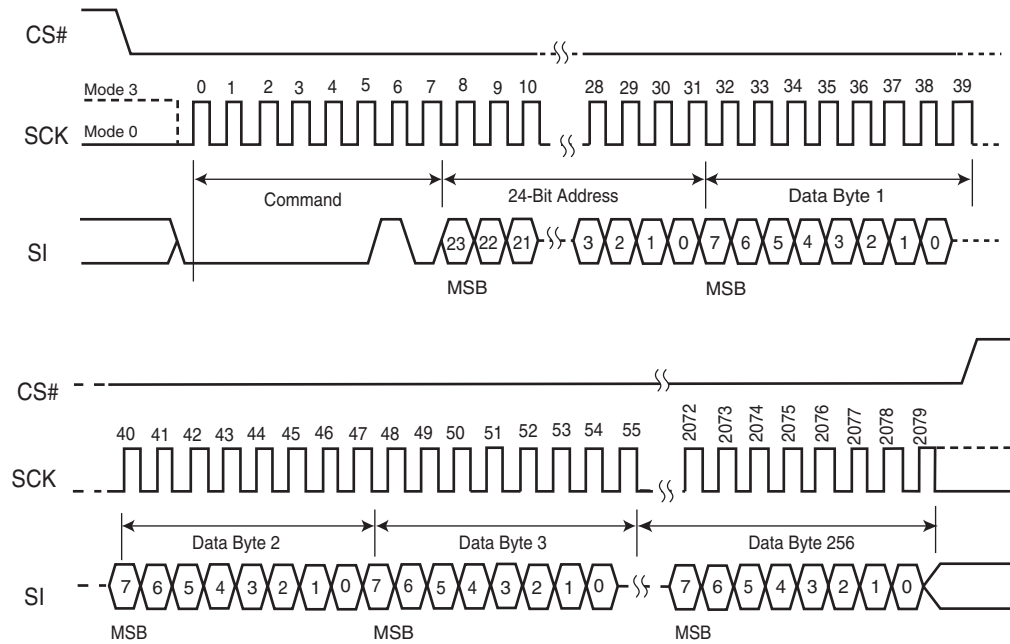 CS#
Mode 3
0 1 2 3 4 5 6 7 8 9 10 28 29 30 31 32 33 34 35 36 37 38 39
SCK
Mode 0
Command
24-Bit Address
Data Byte 1
SI
23 22 21 3 2 1 0 7 6 5 4 3 2 1 0
MSB
MSB
CS#
40 41 42 43 44 45 46 47 48 49 50 51 52 53 54 55 2072 2073 2074 2075 2076 2077 2078 2079
SCK
Data Byte 2
Data Byte 3
Data Byte 256
SI
7 6 5 4 3 2 1 0 7 6 5 4 3 2 1 0 7 6 5 4 3 2 1 0
MSB
MSB
MSB